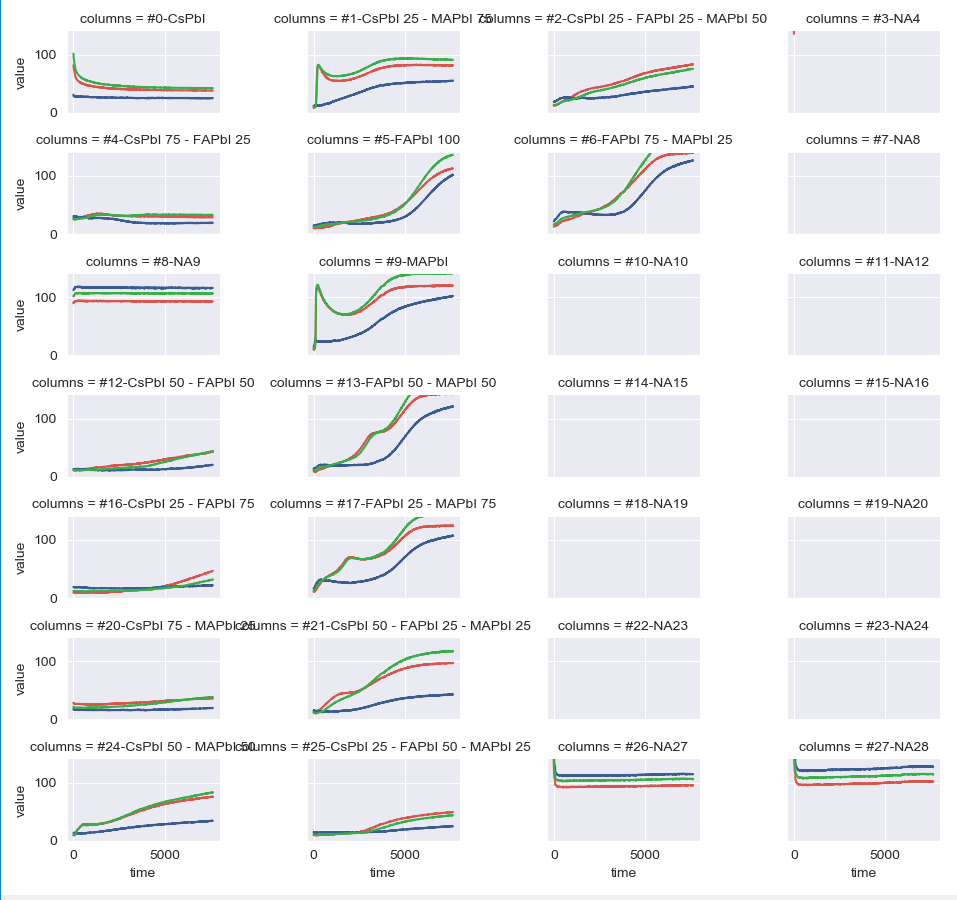 columns = #0-CsPbI
columns = #1-CsPbI 25 - MAPbI 75
columns = #2-CsPbI 25 - FAPbI 25 - MAPbI 50
columns = #3-NA4
100
0
value
columns = #4-CsPbI 75 - FAPbI 25
columns = #5-FAPbI 100
columns = #6-FAPbI 75 - MAPbI 25
columns = #7-NA8
100
0
value
columns = #8-NA9
columns = #9-MAPbI
columns = #10-NA10
columns = #11-NA12
100
0
value
columns = #12-CsPbI 50 - FAPbI 50
columns = #13-FAPbI 50 - MAPbI 50
columns = #14-NA15
columns = #15-NA16
100
0
value
columns = #16-CsPbI 25 - FAPbI 75
columns = #17-FAPbI 25 - MAPbI 75
columns = #18-NA19
columns = #19-NA20
100
0
value
columns = #20-CsPbI 75 - MAPbI 25
columns = #21-CsPbI 50 - FAPbI 25 - MAPbI 25
columns = #22-NA23
columns = #23-NA24
100
0
value
columns = #24-CsPbI 50 - MAPbI 50
columns = #25-CsPbI 25 - FAPbI 50 - MAPbI 25
columns = #26-NA27
columns = #27-NA28
100
0
value
0 5000
0 5000
0 5000
0 5000
time
time
time
time